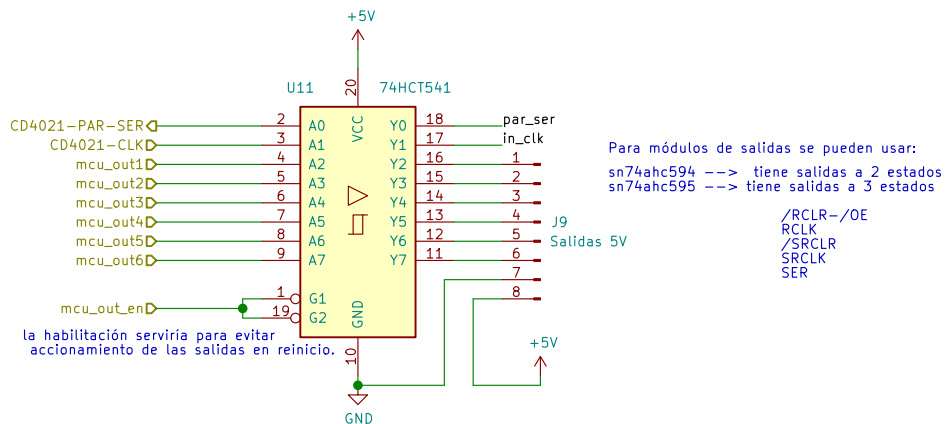 +5V
U11
74HCT541
20
VCC
CD4021-PAR-SER 2 A0 Y0 18 par_ser
CD4021-CLK 3 A1 Y1 17 in_clk
mcu_out1 4 A2 Y2 16 1
mcu_out2 5 A3 Y3 15 2
mcu_out3 6 A4 Y4 14 3
mcu_out4 7 A5 Y5 13 4 J9
mcu_out5 8 A6 Y6 12 5 Salidas 5V
mcu_out6 9 A7 Y7 11 6
7
1 G1 8
mcu_out_en
19 G2
GND
la habilitación serviría para evitar
accionamiento de las salidas en reinicio.
10
GND
+5V
Para módulos de salidas se pueden usar:
sn74ahc594 --> tiene salidas a 2 estados
sn74ahc595 --> tiene salidas a 3 estados
/RCLR-/OE
RCLK
/SRCLR
SRCLK
SER